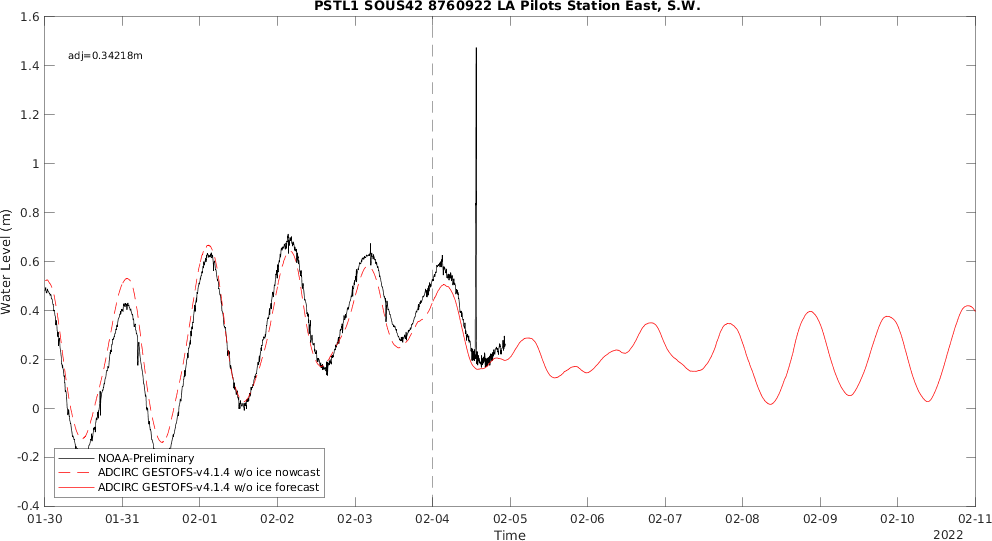 PSTL1 SOUS42 8760922 LA Pilots Station East, S.W.
adj=0.34218m
Water Level (m)
1.6
1.4
1.2
1
0.8
0.6
0.4
0.2
0
-0.2
-0.4
NOAA-Preliminary
ADCIRC GESTOFS-v4.1.4 w/o ice nowcast
ADCIRC GESTOFS-v4.1.4 w/o ice forecast
01-30 01-31 02-01 02-02 02-03 02-04 02-05 02-06 02-07 02-08 02-09 02-10 02-11
Time
2022